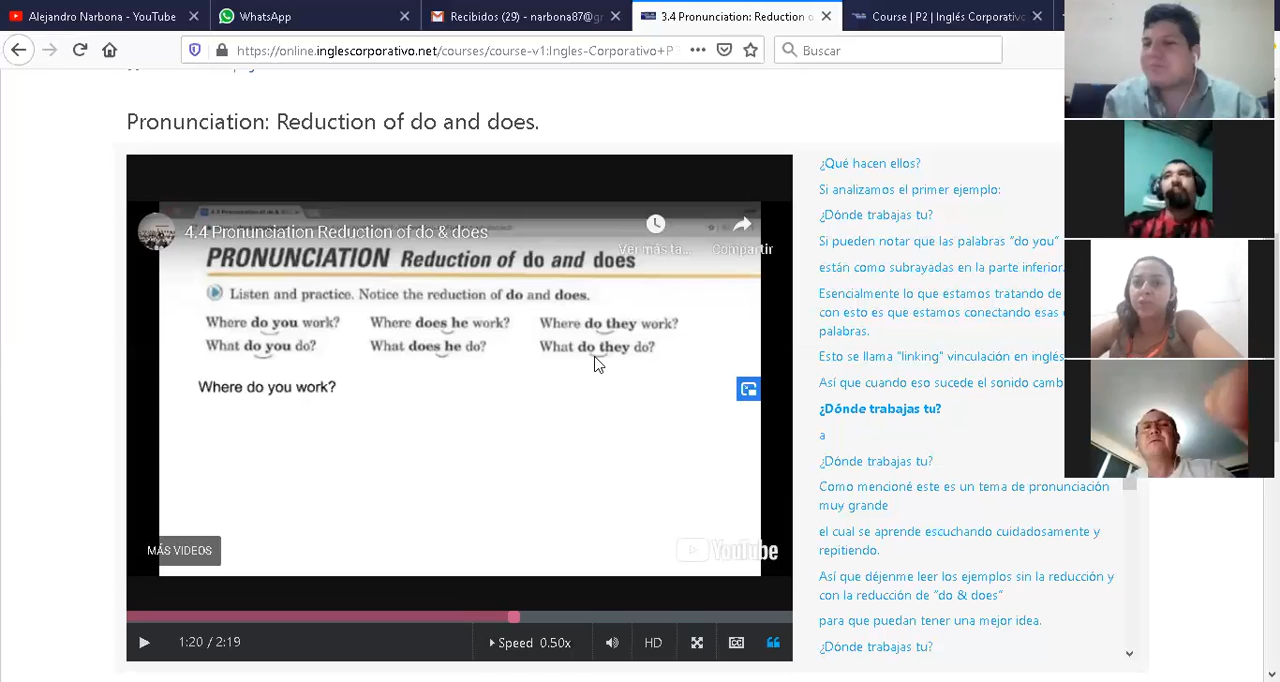 Alejandro Narbona - YouTube
WhatsApp
Recibidos (29) - narbona87@g
3.4 Pronunciation: Reduction o
Course | P2 | Inglés Corporativo
https://online.inglescorporativo.net/courses/course-v1:Ingles-Corporativo+P
Buscar
Pronunciation: Reduction of do and does.
4.4 Pronunciation Reduction of do & does
Ver más ta...
Compartir
PRONUNCIATION Reduction of do and does
Listen and practice. Notice the reduction of do and does.
Where do you work? Where does he work? Where do they work?
What do you do? What does he do? What do they do?
Where do you work?
MÁS VIDEOS
YouTube
1:20 / 2:19
Speed 0.50x
HD
¿Qué hacen ellos?
Si analizamos el primer ejemplo:
¿Dónde trabajas tu?
Si pueden notar que las palabras “do you”
están como subrayadas en la parte inferior.
Esencialmente lo que estamos tratando de
con esto es que estamos conectando esas
palabras.
Esto se llama "linking" vinculación en inglés
Así que cuando eso sucede el sonido camb
¿Dónde trabajas tu?
a
¿Dónde trabajas tu?
Como mencioné este es un tema de pronunciación
muy grande
el cual se aprende escuchando cuidadosamente y
repitiendo.
Así que déjenme leer los ejemplos sin la reducción y
con la reducción de “do & does”
para que puedan tener una mejor idea.
¿Dónde trabajas tu?